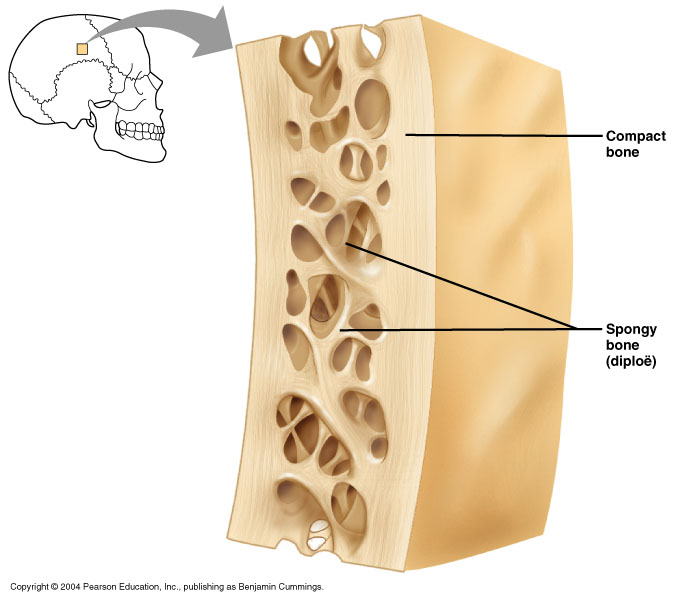 Compact
bone
Spongy
bone
(diploë)
Copyright © 2004 Pearson Education, Inc., publishing as Benjamin Cummings.